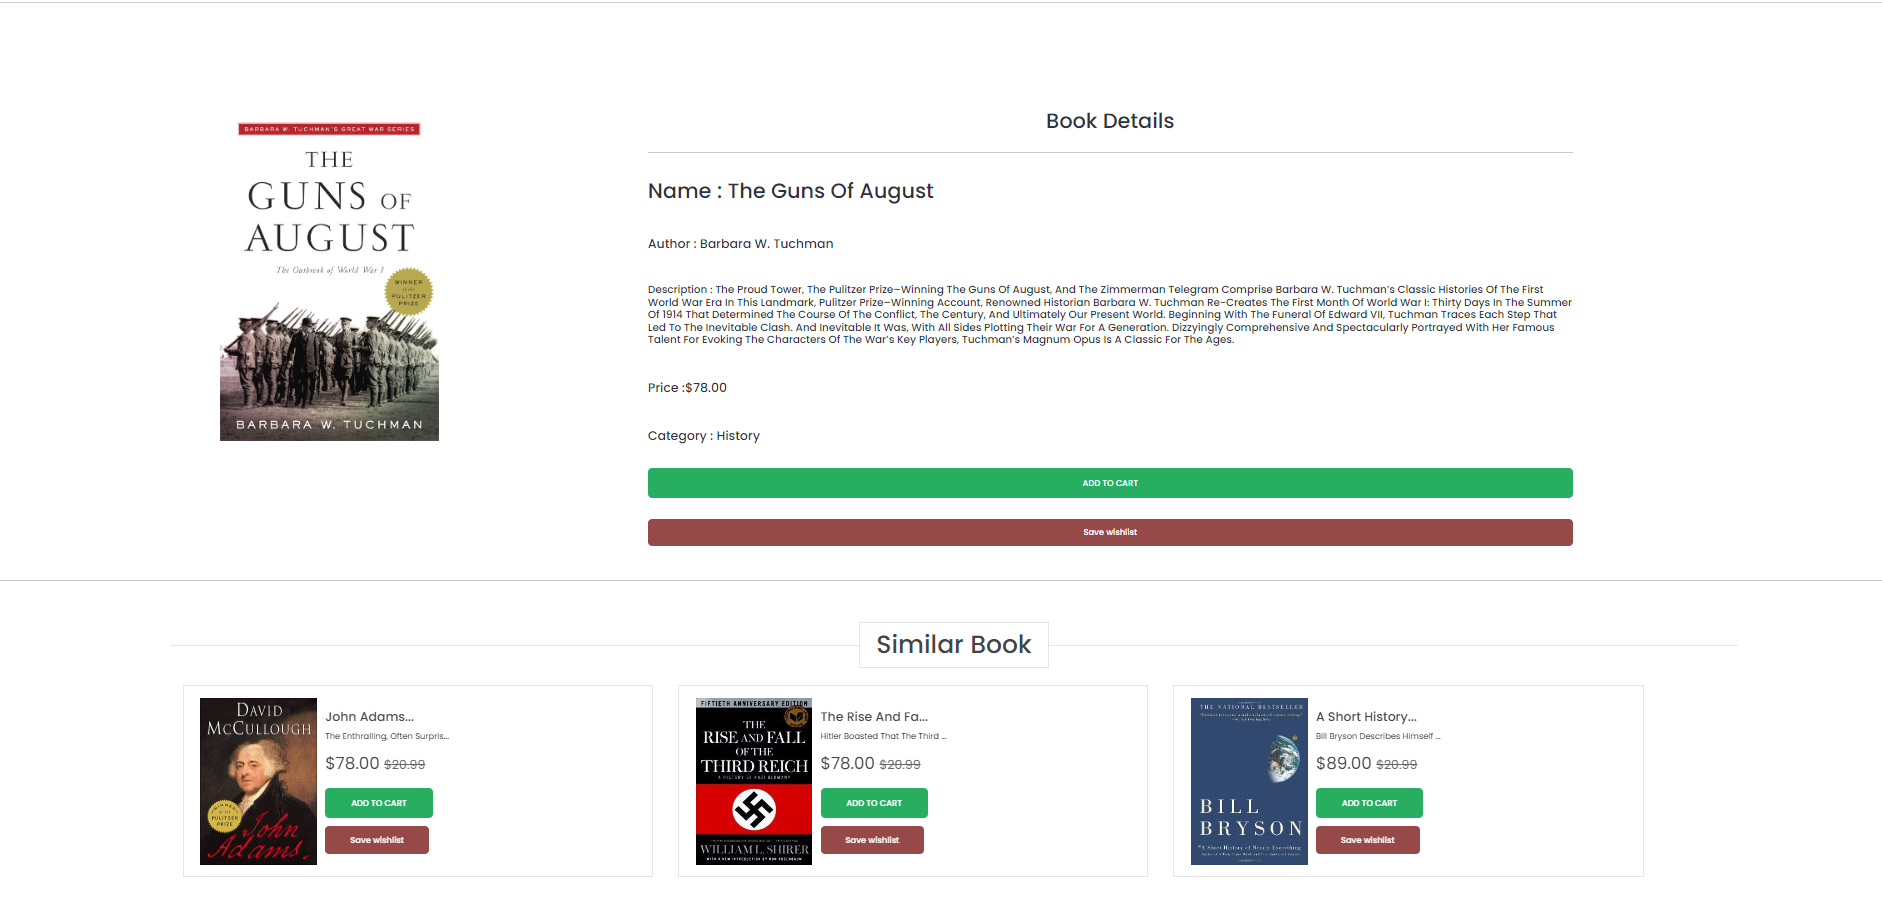 BARBARA W. TUCHMAN'S GREAT WAR SERIES
THE
GUNS OF
AUGUST
The Outbreak of World War I
WINNER
of the
PULITZER
PRIZE
BARBARA W. TUCHMAN
Book Details
Name : The Guns Of August
Author : Barbara W. Tuchman
Description : The Proud Tower, The Pulitzer Prize–Winning The Guns Of August, And The Zimmerman Telegram Comprise Barbara W. Tuchman’s Classic Histories Of The First
World War Era In This Landmark, Pulitzer Prize–Winning Account, Renowned Historian Barbara W. Tuchman Re-Creates The First Month Of World War I: Thirty Days In The Summer
Of 1914 That Determined The Course Of The Conflict, The Century, And Ultimately Our Present World. Beginning With The Funeral Of Edward VII, Tuchman Traces Each Step That
Led To The Inevitable Clash. And Inevitable It Was, With All Sides Plotting Their War For A Generation. Dizzyingly Comprehensive And Spectacularly Portrayed With Her Famous
Talent For Evoking The Characters Of The War’s Key Players, Tuchman’s Magnum Opus Is A Classic For The Ages.
Price :$78.00
Category : History
ADD TO CART
Save wishlist
Similar Book
DAVID
McCULLOUGH
WINNER
PULITZER
PRIZE
John
Adams.
John Adams...
The Enthralling, Often Surpris...
$78.00 $20.99
ADD TO CART
Save wishlist
FIFTIETH ANNIVERSARY EDITION
THE
RISE AND FALL
OF THE
THIRD REICH
A HISTORY OF NAZI GERMANY
WILLIAM L. SHIRER
WITH A NEW INTRODUCTION BY RON ROSENBAUM
The Rise And Fa...
Hitler Boasted That The Third ...
$78.00 $20.99
ADD TO CART
Save wishlist
THE NATIONAL BESTSELLER
BILL
BRYSON
A Short History of Nearly Everything
A Short History...
Bill Bryson Describes Himself ...
$89.00 $20.99
ADD TO CART
Save wishlist